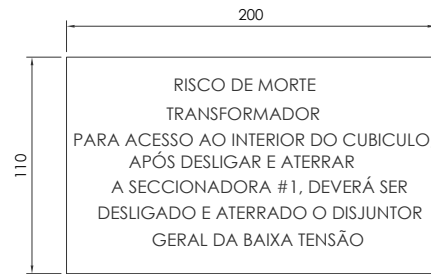 200
110
RISCO DE MORTE
TRANSFORMADOR
PARA ACESSO AO INTERIOR DO CUBICULO
APÓS DESLIGAR E ATERRAR
A SECCIONADORA #1, DEVERÁ SER
DESLIGADO E ATERRADO O DISJUNTOR
GERAL DA BAIXA TENSÃO